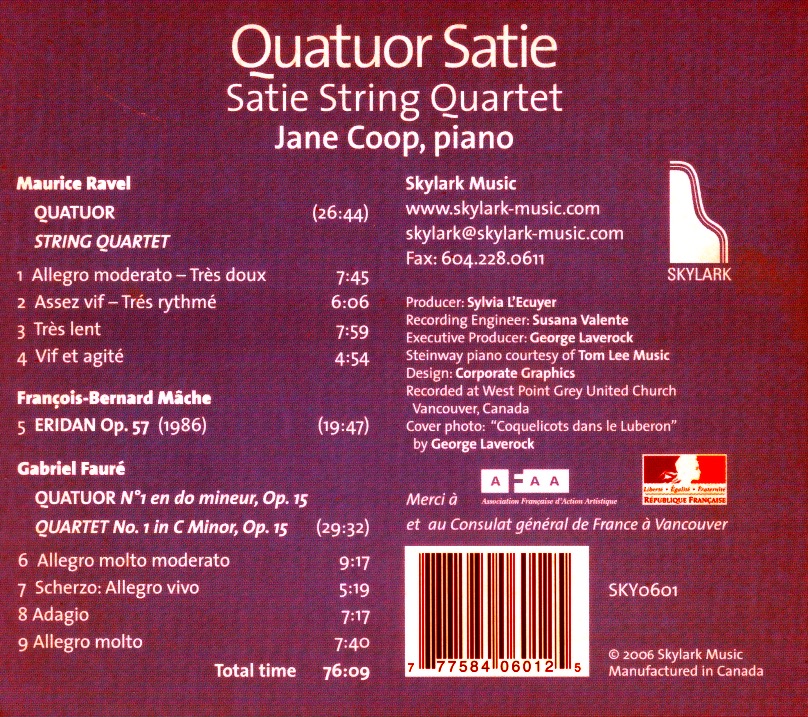 Quatuor Satie
Satie String Quartet
Jane Coop, piano
Maurice Ravel
QUATUOR (26:44)
STRING QUARTET
1 Allegro moderato – Très doux 7:45
2 Assez vif – Trés rythmé 6:06
3 Très lent 7:59
4 Vif et agité 4:54
François-Bernard Mâche
5 ERIDAN Op. 57 (1986) (19:47)
Gabriel Fauré
QUATUOR N°1 en do mineur, Op. 15
QUARTET No. 1 in C Minor, Op. 15 (29:32)
6 Allegro molto moderato 9:17
7 Scherzo: Allegro vivo 5:19
8 Adagio 7:17
9 Allegro molto 7:40
Total time 76:09
Skylark Music
www.skylark-music.com
skylark@skylark-music.com
Fax: 604.228.0611
SKYLARK
Producer: Sylvia L'Ecuyer
Recording Engineer: Susana Valente
Executive Producer: George Laverock
Steinway piano courtesy of Tom Lee Music
Design: Corporate Graphics
Recorded at West Point Grey United Church
Vancouver, Canada
Cover photo: "Coquelicots dans le Luberon"
by George Laverock
Merci à
AFAA
Association Française d'Action Artistique
Liberté • Égalité • Fraternité
RÉPUBLIQUE FRANÇAISE
et au Consulat général de France à Vancouver
7 77584 06012 5
SKY0601
© 2006 Skylark Music
Manufactured in Canada